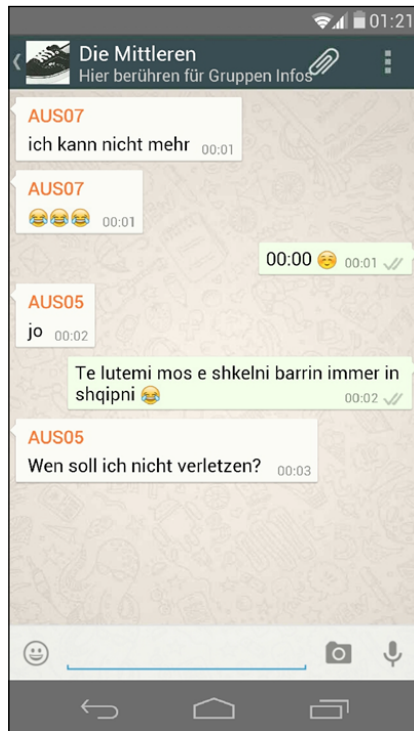 01:21
Die Mittleren
Hier berühren für Gruppen Infos
AUS07
ich kann nicht mehr 00:01
AUS07
😂😂😂 00:01
00:00 ☺️ 00:01
AUS05
jo 00:02
Te lutemi mos e shkelni barrin immer in
shqipni 😂 00:02
AUS05
Wen soll ich nicht verletzen? 00:03